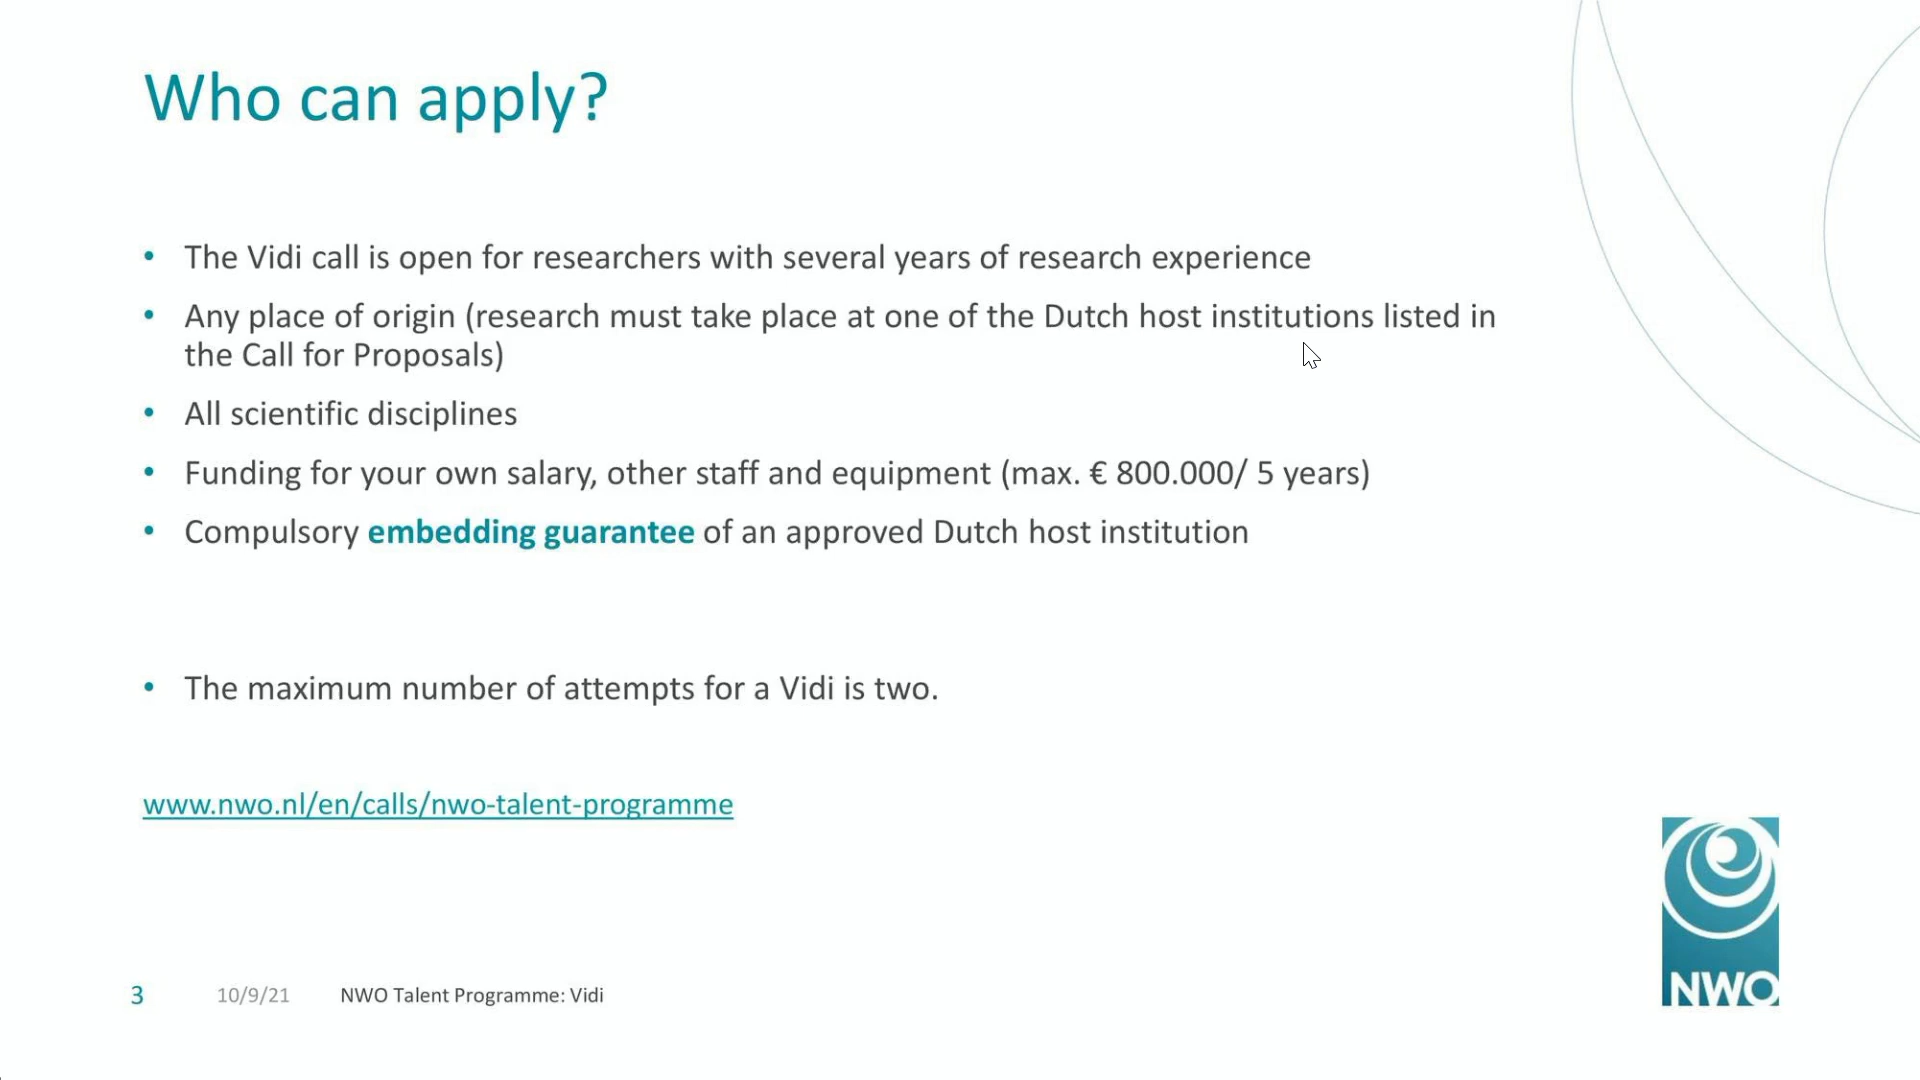 Who can apply?
• The Vidi call is open for researchers with several years of research experience
• Any place of origin (research must take place at one of the Dutch host institutions listed in
the Call for Proposals)
• All scientific disciplines
• Funding for your own salary, other staff and equipment (max. € 800.000/ 5 years)
• Compulsory embedding guarantee of an approved Dutch host institution
• The maximum number of attempts for a Vidi is two.
www.nwo.nl/en/calls/nwo-talent-programme
NWO
3 10/9/21 NWO Talent Programme: Vidi